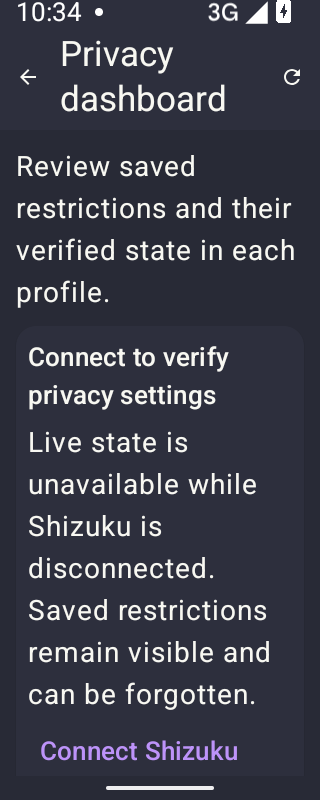 10:34
3G
Privacy
dashboard
Review saved
restrictions and their
verified state in each
profile.
Connect to verify
privacy settings
Live state is
unavailable while
Shizuku is
disconnected.
Saved restrictions
remain visible and
can be forgotten.
Connect Shizuku